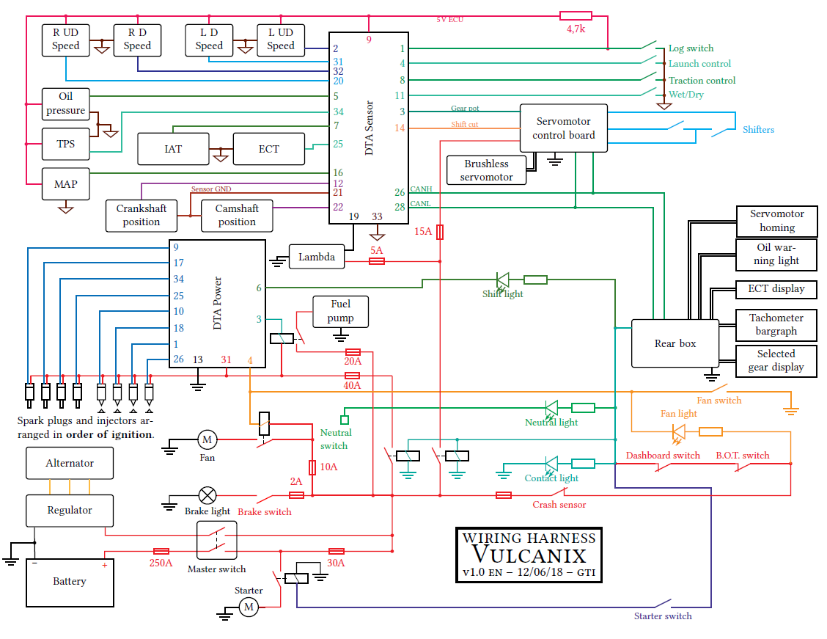 5V ECU
4,7k
R UD
Speed
R D
Speed
L D
Speed
L UD
Speed
9
2
31
32
20
5
34
7
25
16
12
21
22
19
33
DTA Sensor
1
4
8
11
3
14
26
28
Log switch
Launch control
Traction control
Wet/Dry
Gear pot
Shift cut
CANH
CANL
Oil
pressure
TPS
MAP
IAT
ECT
Sensor GND
Crankshaft
position
Camshaft
position
Servomotor
control board
Shifters
Brushless
servomotor
Lambda
5A
15A
9
17
34
25
10
18
1
26
DTA Power
6
3
13
31
4
Shift light
Fuel
pump
20A
40A
Servomotor
homing
Oil war-
ning light
ECT display
Tachometer
bargraph
Selected
gear display
Rear box
Spark plugs and injectors ar-
ranged in order of ignition.
M
Fan
Neutral
switch
Neutral light
Fan switch
Fan light
10A
2A
Contact light
Dashboard switch
B.O.T. switch
Alternator
Regulator
Brake light
Brake switch
Crash sensor
Battery
−
+
250A
Master switch
30A
Starter
M
Starter switch
WIRING HARNESS
VULCANIX
v1.0 EN – 12/06/18 – GTI